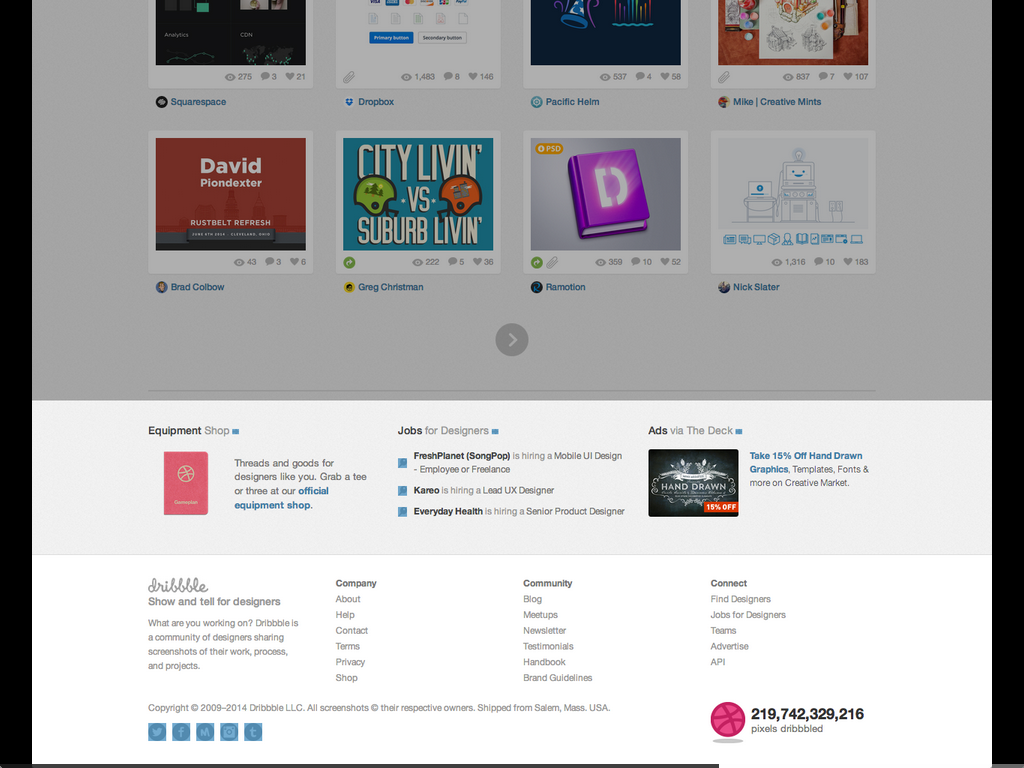 Analytics
CDN
Primary button
Secondary button
275 3 21
1,483 8 146
537 4 58
837 7 107
Squarespace
Dropbox
Pacific Helm
Mike | Creative Mints
David
Piondexter
RUSTBELT REFRESH
JUNE 6TH 2014 · CLEVELAND, OHIO
CITY LIVIN'
VS
SUBURB LIVIN'
PSD
D
43 3 6
222 5 36
359 10 52
1,316 10 183
Brad Colbow
Greg Christman
Ramotion
Nick Slater
Equipment Shop
Threads and goods for
designers like you. Grab a tee
or three at our official
equipment shop.
Jobs for Designers
FreshPlanet (SongPop) is hiring a Mobile UI Design
- Employee or Freelance
Kareo is hiring a Lead UX Designer
Everyday Health is hiring a Senior Product Designer
Ads via The Deck
HAND DRAWN
15% OFF
Take 15% Off Hand Drawn
Graphics, Templates, Fonts &
more on Creative Market.
dribbble
Show and tell for designers
What are you working on? Dribbble is
a community of designers sharing
screenshots of their work, process,
and projects.
Company
About
Help
Contact
Terms
Privacy
Shop
Community
Blog
Meetups
Newsletter
Testimonials
Handbook
Brand Guidelines
Connect
Find Designers
Jobs for Designers
Teams
Advertise
API
Copyright © 2009–2014 Dribbble LLC. All screenshots © their respective owners. Shipped from Salem, Mass. USA.
219,742,329,216
pixels dribbbled